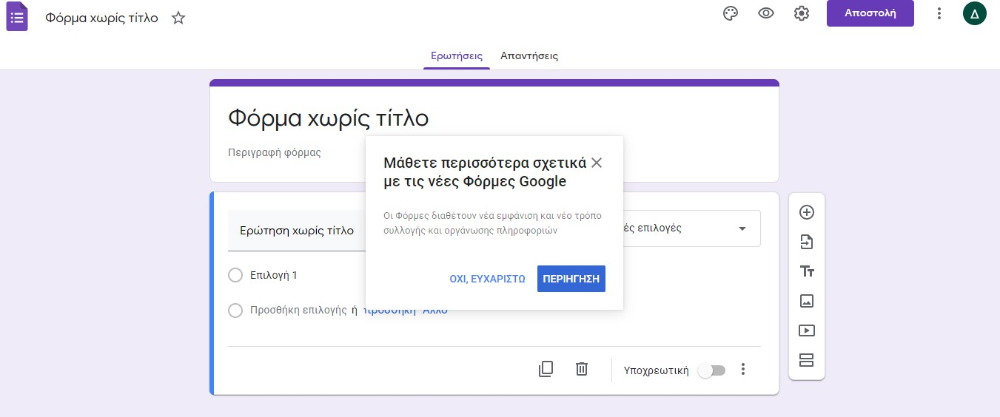 Φόρμα χωρίς τίτλο
Αποστολή
Δ
Ερωτήσεις Απαντήσεις
Φόρμα χωρίς τίτλο
Περιγραφή φόρμας
Μάθετε περισσότερα σχετικά
με τις νέες Φόρμες Google
Οι Φόρμες διαθέτουν νέα εμφάνιση και νέο τρόπο
συλλογής και οργάνωσης πληροφοριών
ΟΧΙ, ΕΥΧΑΡΙΣΤΩ ΠΕΡΙΗΓΗΣΗ
Ερώτηση χωρίς τίτλο
επιλογές
Επιλογή 1
Προσθήκη επιλογής ή προσθήκη "Άλλο"
Υποχρεωτική